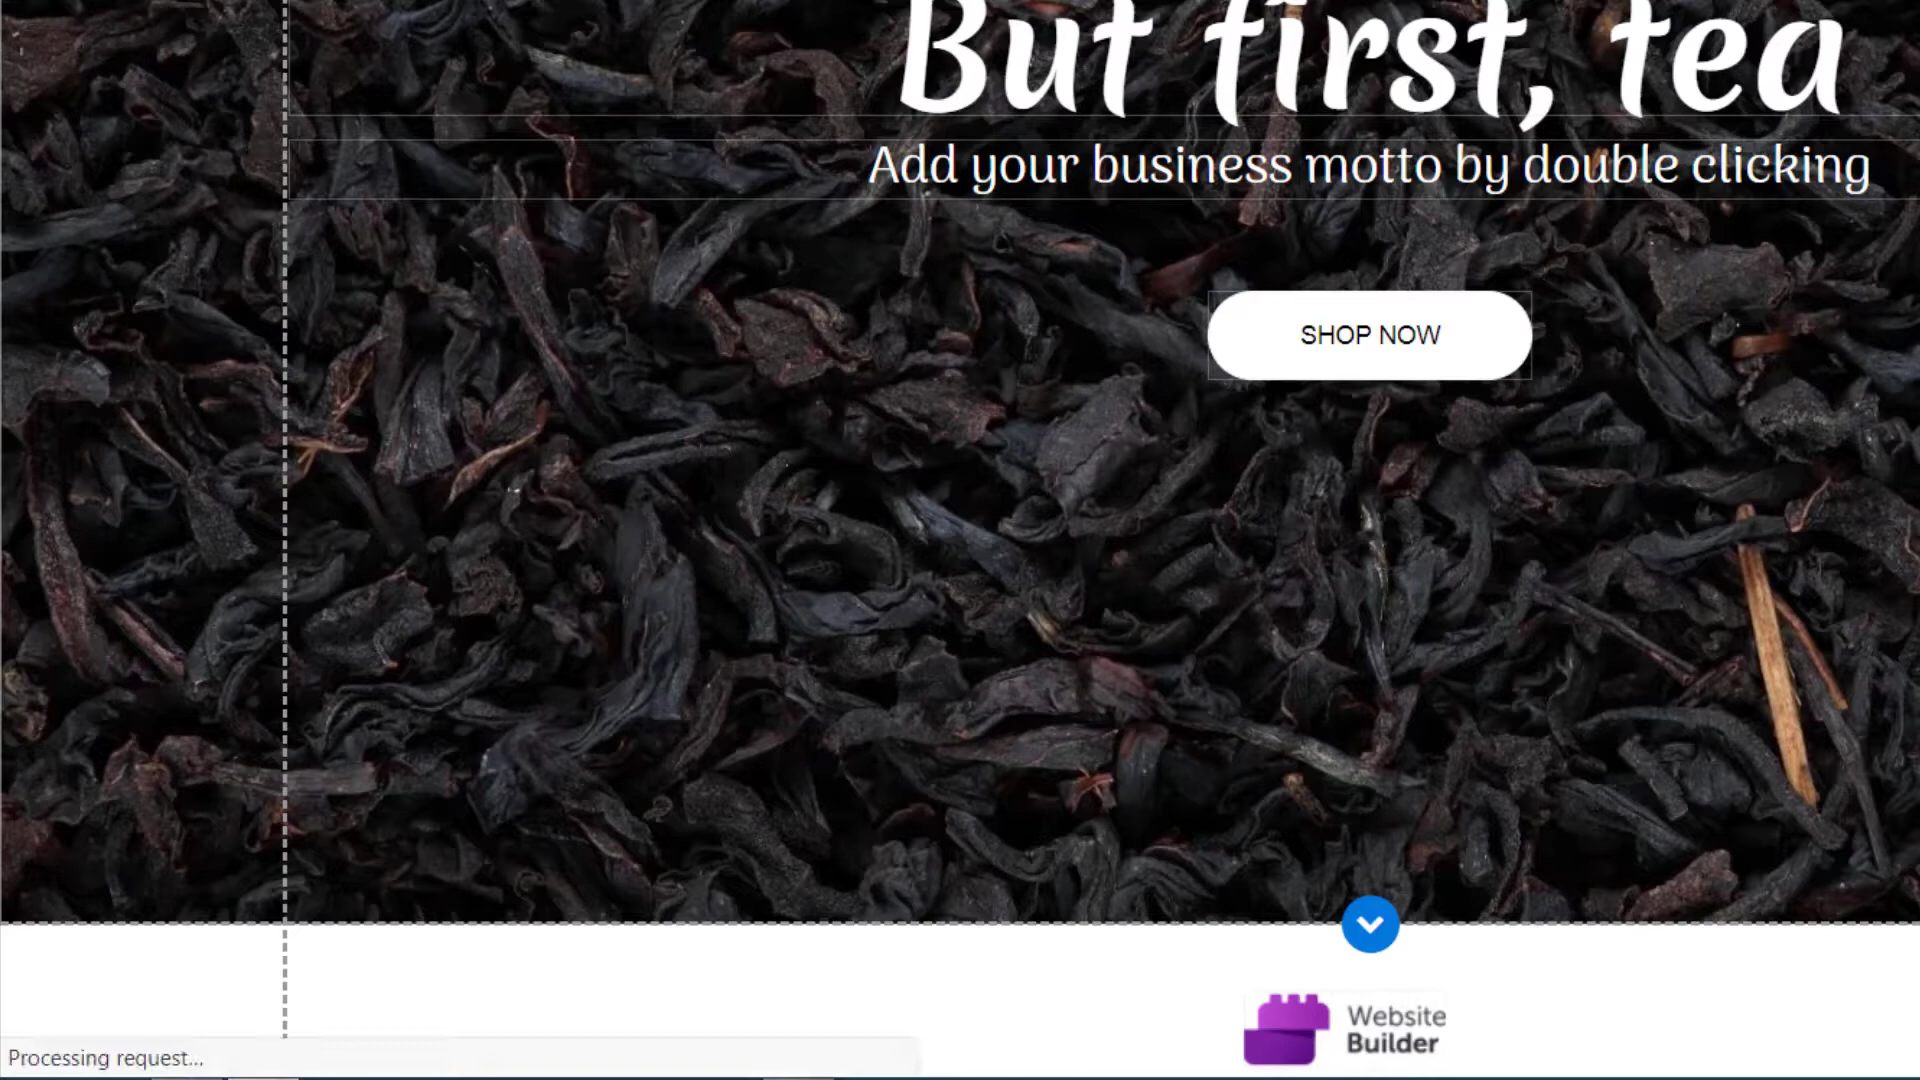 But first, tea
Add your business motto by double clicking
SHOP NOW
Website
Builder
Processing request...